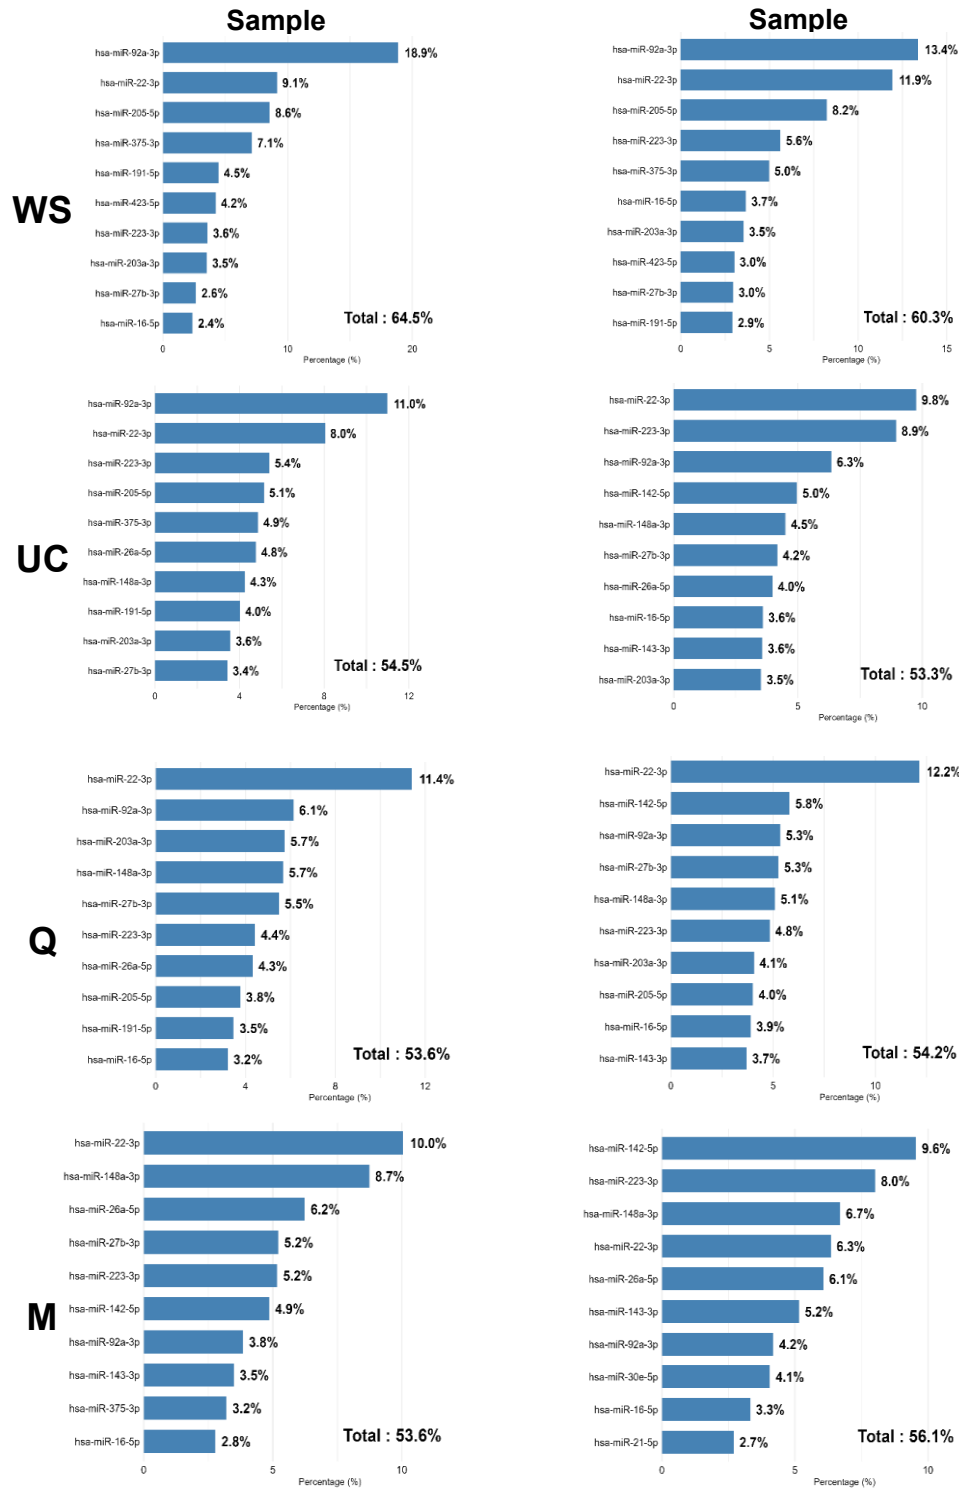 Sample
hsa-miR-92a-3p 18.9%
hsa-miR-22-3p 9.1%
hsa-miR-205-5p 8.6%
hsa-miR-375-3p 7.1%
hsa-miR-191-5p 4.5%
hsa-miR-423-5p 4.2%
hsa-miR-223-3p 3.6%
hsa-miR-203a-3p 3.5%
hsa-miR-27b-3p 2.6%
hsa-miR-16-5p 2.4%
Total : 64.5%
0 10 20
Percentage (%)
Sample
hsa-miR-92a-3p 13.4%
hsa-miR-22-3p 11.9%
hsa-miR-205-5p 8.2%
hsa-miR-223-3p 5.6%
hsa-miR-375-3p 5.0%
hsa-miR-16-5p 3.7%
hsa-miR-203a-3p 3.5%
hsa-miR-423-5p 3.0%
hsa-miR-27b-3p 3.0%
hsa-miR-191-5p 2.9%
Total : 60.3%
0 5 10 15
Percentage (%)
WS
hsa-miR-92a-3p 11.0%
hsa-miR-22-3p 8.0%
hsa-miR-223-3p 5.4%
hsa-miR-205-5p 5.1%
hsa-miR-375-3p 4.9%
hsa-miR-26a-5p 4.8%
hsa-miR-148a-3p 4.3%
hsa-miR-191-5p 4.0%
hsa-miR-203a-3p 3.6%
hsa-miR-27b-3p 3.4%
Total : 54.5%
0 4 8 12
Percentage (%)
hsa-miR-22-3p 9.8%
hsa-miR-223-3p 8.9%
hsa-miR-92a-3p 6.3%
hsa-miR-142-5p 5.0%
hsa-miR-148a-3p 4.5%
hsa-miR-27b-3p 4.2%
hsa-miR-26a-5p 4.0%
hsa-miR-16-5p 3.6%
hsa-miR-143-3p 3.6%
hsa-miR-203a-3p 3.5%
Total : 53.3%
0 5 10
Percentage (%)
UC
hsa-miR-22-3p 11.4%
hsa-miR-92a-3p 6.1%
hsa-miR-203a-3p 5.7%
hsa-miR-148a-3p 5.7%
hsa-miR-27b-3p 5.5%
hsa-miR-223-3p 4.4%
hsa-miR-26a-5p 4.3%
hsa-miR-205-5p 3.8%
hsa-miR-191-5p 3.5%
hsa-miR-16-5p 3.2%
Total : 53.6%
0 4 8 12
Percentage (%)
hsa-miR-22-3p 12.2%
hsa-miR-142-5p 5.8%
hsa-miR-92a-3p 5.3%
hsa-miR-27b-3p 5.3%
hsa-miR-148a-3p 5.1%
hsa-miR-223-3p 4.8%
hsa-miR-203a-3p 4.1%
hsa-miR-205-5p 4.0%
hsa-miR-16-5p 3.9%
hsa-miR-143-3p 3.7%
Total : 54.2%
0 5 10
Percentage (%)
Q
hsa-miR-22-3p 10.0%
hsa-miR-148a-3p 8.7%
hsa-miR-26a-5p 6.2%
hsa-miR-27b-3p 5.2%
hsa-miR-223-3p 5.2%
hsa-miR-142-5p 4.9%
hsa-miR-92a-3p 3.8%
hsa-miR-143-3p 3.5%
hsa-miR-375-3p 3.2%
hsa-miR-16-5p 2.8%
Total : 53.6%
0 5 10
Percentage (%)
hsa-miR-142-5p 9.6%
hsa-miR-223-3p 8.0%
hsa-miR-148a-3p 6.7%
hsa-miR-22-3p 6.3%
hsa-miR-26a-5p 6.1%
hsa-miR-143-3p 5.2%
hsa-miR-92a-3p 4.2%
hsa-miR-30e-5p 4.1%
hsa-miR-16-5p 3.3%
hsa-miR-21-5p 2.7%
Total : 56.1%
0 5 10
Percentage (%)
M